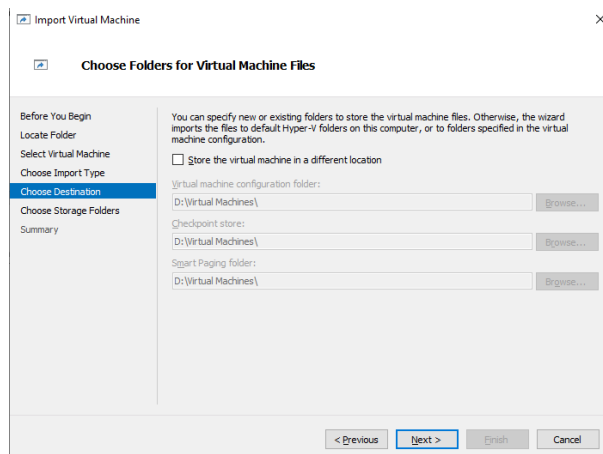 Import Virtual Machine
Choose Folders for Virtual Machine Files
Before You Begin
Locate Folder
Select Virtual Machine
Choose Import Type
Choose Destination
Choose Storage Folders
Summary
You can specify new or existing folders to store the virtual machine files. Otherwise, the wizard
imports the files to default Hyper-V folders on this computer, or to folders specified in the virtual
machine configuration.
Store the virtual machine in a different location
Virtual machine configuration folder:
D:\Virtual Machines\
Browse...
Checkpoint store:
D:\Virtual Machines\
Browse...
Smart Paging folder:
D:\Virtual Machines\
Browse...
< Previous
Next >
Finish
Cancel